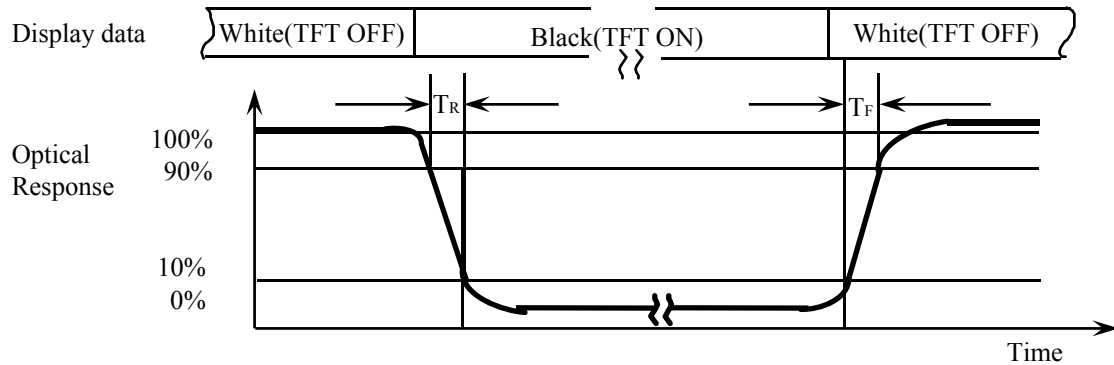 Display data
White(TFT OFF)
Black(TFT ON)
White(TFT OFF)
TR
TF
Optical
Response
100%
90%
10%
0%
Time